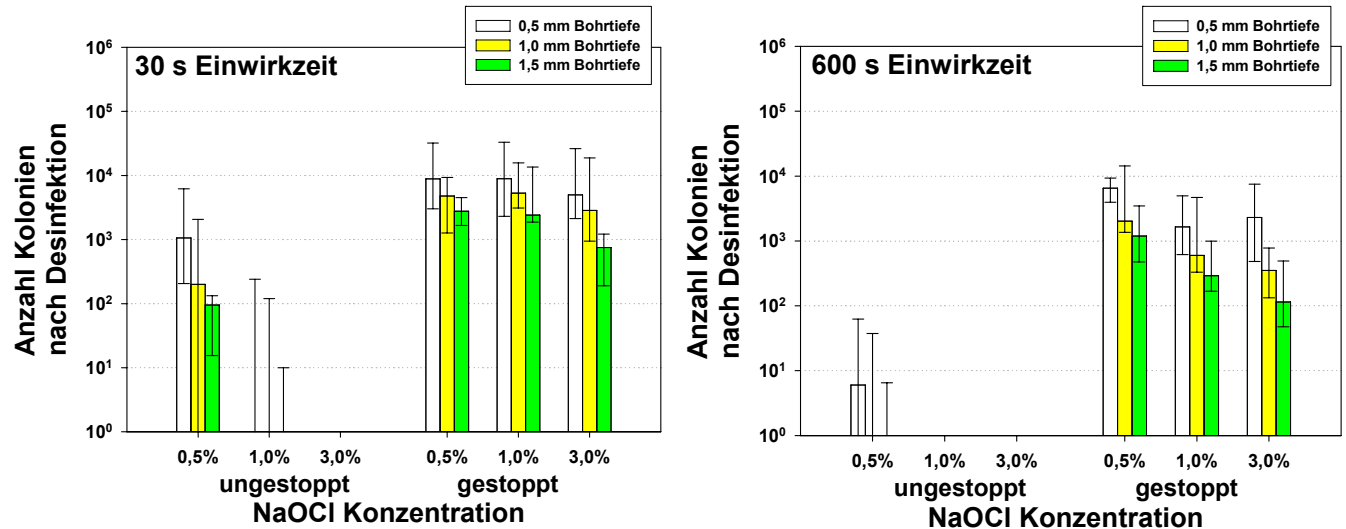 0,5 mm Bohrtiefe
1,0 mm Bohrtiefe
1,5 mm Bohrtiefe
30 s Einwirkzeit
Anzahl Kolonien
nach Desinfektion
10⁶
10⁵
10⁴
10³
10²
10¹
10⁰
0,5% 1,0% 3,0% 0,5% 1,0% 3,0%
ungestoppt gestoppt
NaOCl Konzentration
0,5 mm Bohrtiefe
1,0 mm Bohrtiefe
1,5 mm Bohrtiefe
600 s Einwirkzeit
Anzahl Kolonien
nach Desinfektion
10⁶
10⁵
10⁴
10³
10²
10¹
10⁰
0,5% 1,0% 3,0% 0,5% 1,0% 3,0%
ungestoppt gestoppt
NaOCl Konzentration